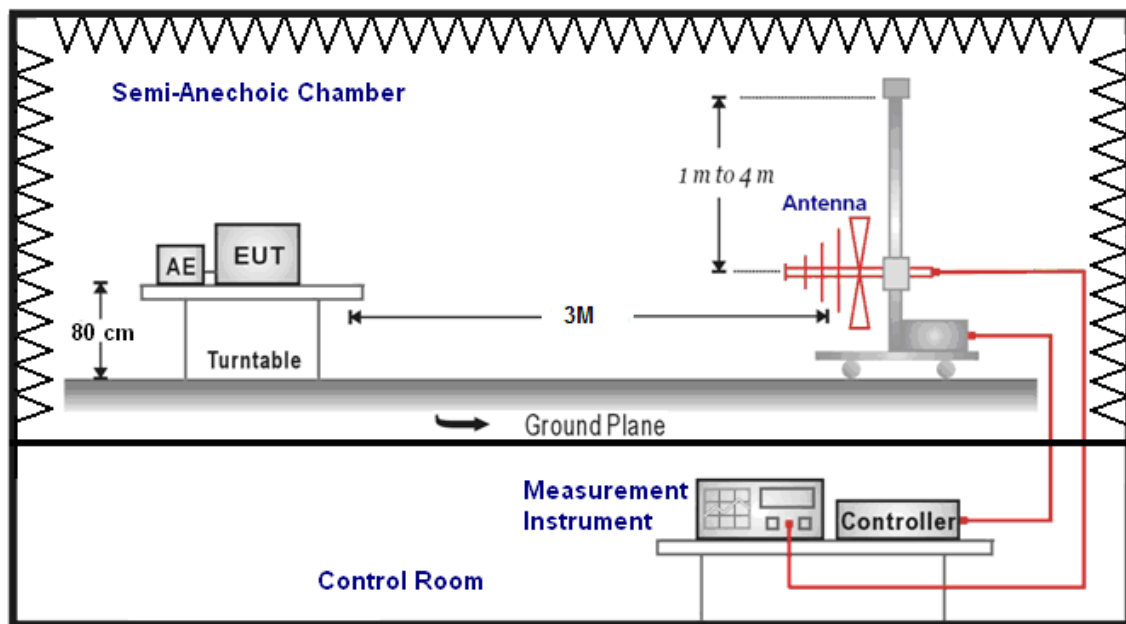 Semi-Anechoic Chamber
1 m to 4 m
Antenna
AE
EUT
80 cm
3M
Turntable
Ground Plane
Measurement
Instrument
Controller
Control Room